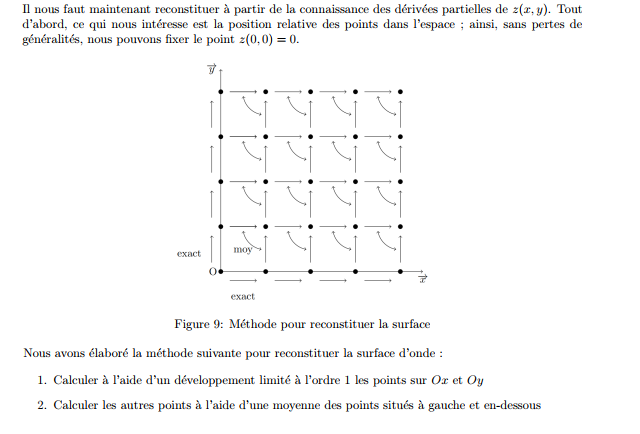 Il nous faut maintenant reconstituer à partir de la connaissance des dérivées partielles de z(x, y). Tout
d'abord, ce qui nous intéresse est la position relative des points dans l'espace ; ainsi, sans pertes de
généralités, nous pouvons fixer le point z(0, 0) = 0.
y
moy
exact
O
x
exact
Figure 9: Méthode pour reconstituer la surface
Nous avons élaboré la méthode suivante pour reconstituer la surface d'onde :
1. Calculer à l'aide d'un développement limité à l'ordre 1 les points sur Ox et Oy
2. Calculer les autres points à l'aide d'une moyenne des points situés à gauche et en-dessous